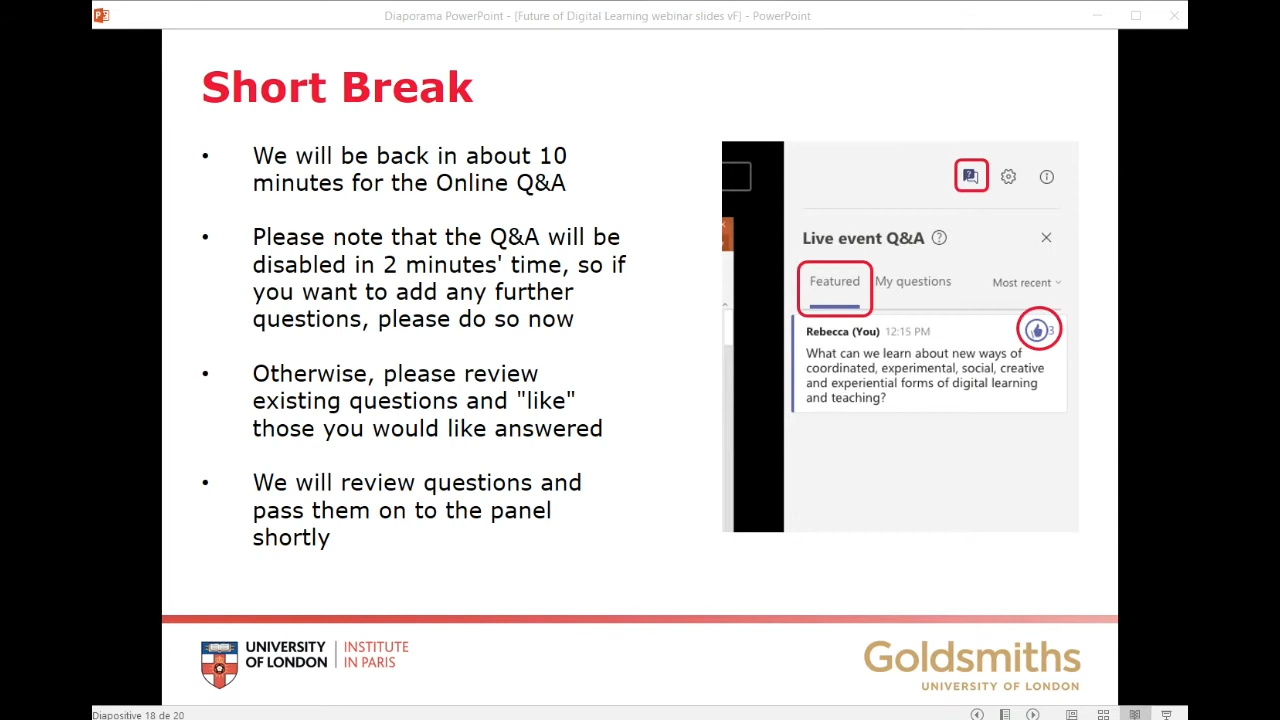 Diaporama PowerPoint - [Future of Digital Learning webinar slides vF] - PowerPoint
Short Break
• We will be back in about 10
minutes for the Online Q&A
• Please note that the Q&A will be
disabled in 2 minutes' time, so if
you want to add any further
questions, please do so now
• Otherwise, please review
existing questions and "like"
those you would like answered
• We will review questions and
pass them on to the panel
shortly
Live event Q&A
Featured My questions Most recent
Rebecca (You) 12:15 PM 3
What can we learn about new ways of
coordinated, experimental, social, creative
and experiential forms of digital learning
and teaching?
UNIVERSITY OF LONDON
INSTITUTE IN PARIS
Goldsmiths
UNIVERSITY OF LONDON
Diapositive 18 de 20